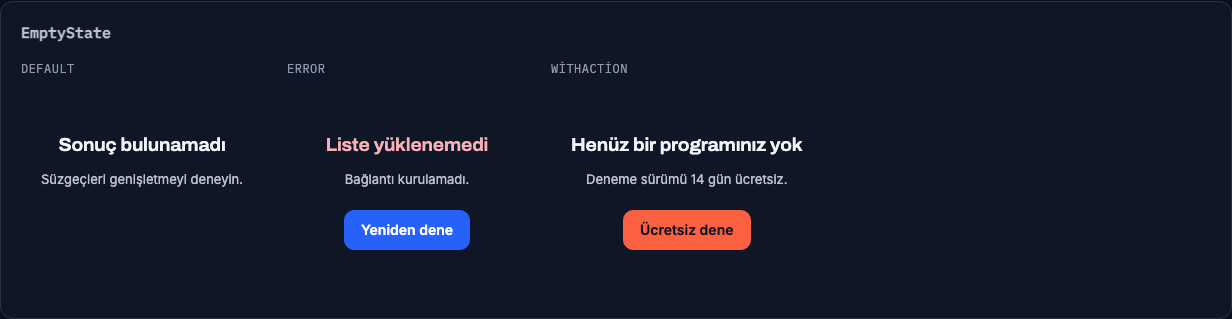 EmptyState
DEFAULT
ERROR
WİTHACTİON
Sonuç bulunamadı
Süzgeçleri genişletmeyi deneyin.
Liste yüklenemedi
Bağlantı kurulamadı.
Yeniden dene
Henüz bir programınız yok
Deneme sürümü 14 gün ücretsiz.
Ücretsiz dene